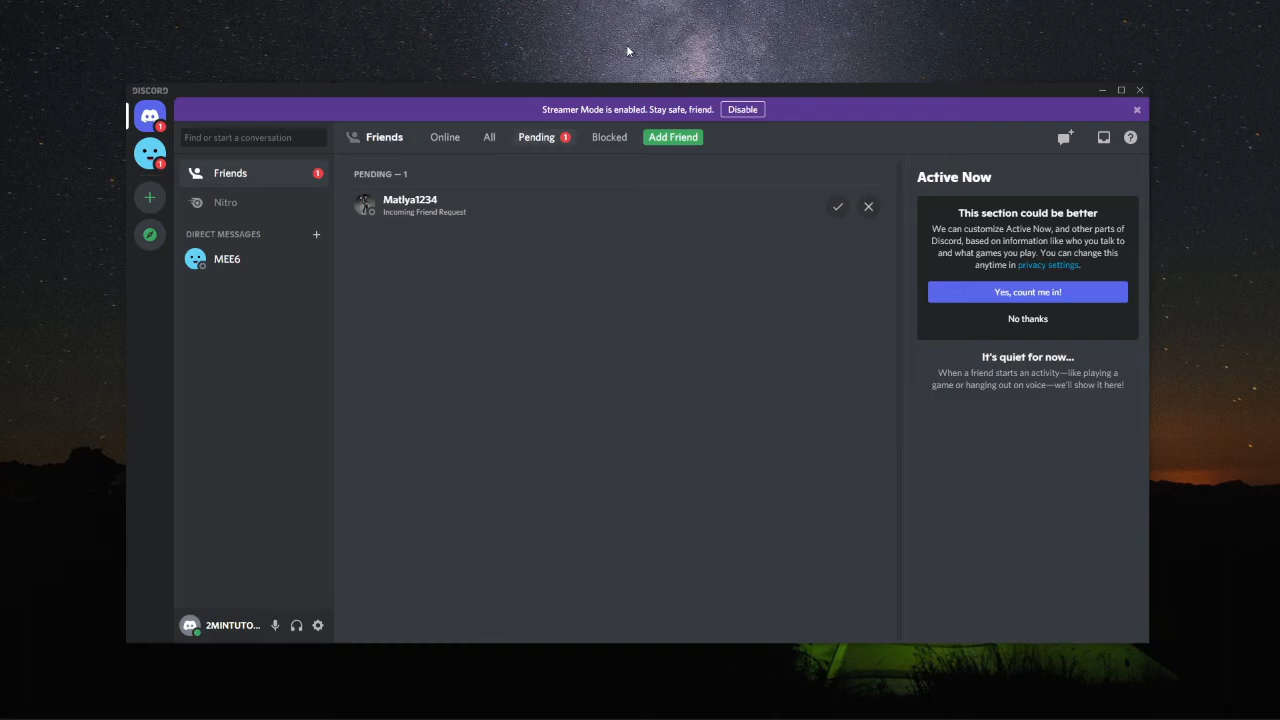 DISCORD
Streamer Mode is enabled. Stay safe, friend. Disable
1
1
Find or start a conversation
Friends 1
Nitro
DIRECT MESSAGES
MEE6
2MINTUTO...
Friends Online All Pending 1 Blocked Add Friend
PENDING — 1
Matlya1234
Incoming Friend Request
Active Now
This section could be better
We can customize Active Now, and other parts of
Discord, based on information like who you talk to
and what games you play. You can change this
anytime in privacy settings.
Yes, count me in!
No thanks
It's quiet for now...
When a friend starts an activity—like playing a
game or hanging out on voice—we'll show it here!